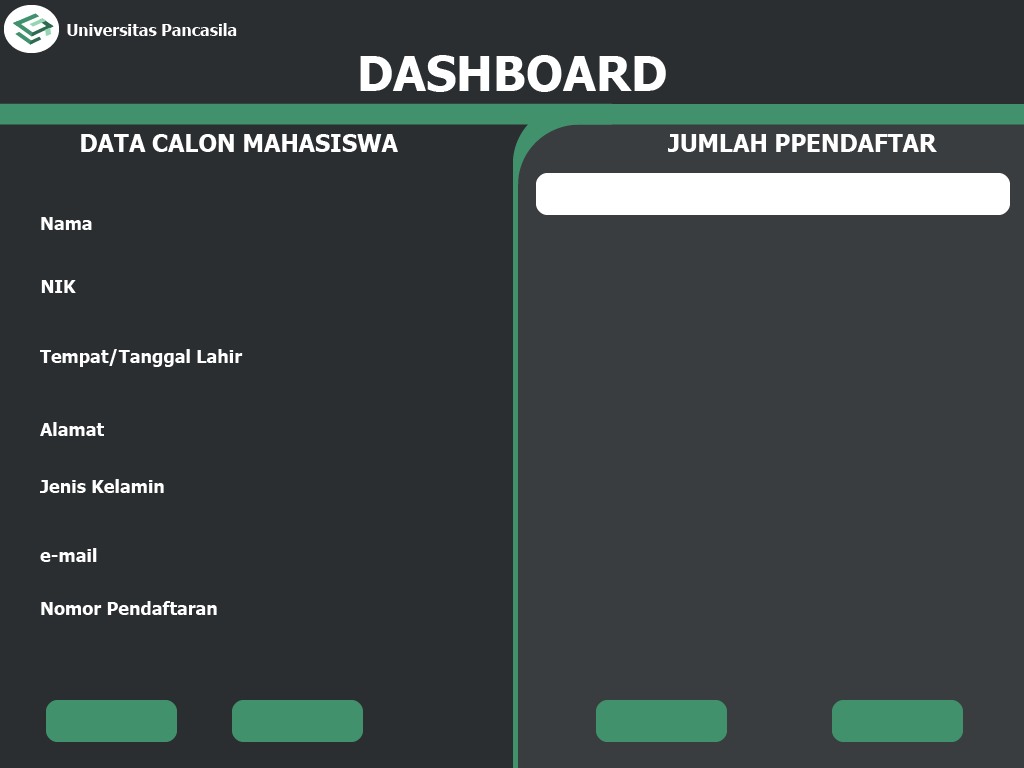 Universitas Pancasila
DASHBOARD
DATA CALON MAHASISWA
Nama
NIK
Tempat/Tanggal Lahir
Alamat
Jenis Kelamin
e-mail
Nomor Pendaftaran
JUMLAH PPENDAFTAR